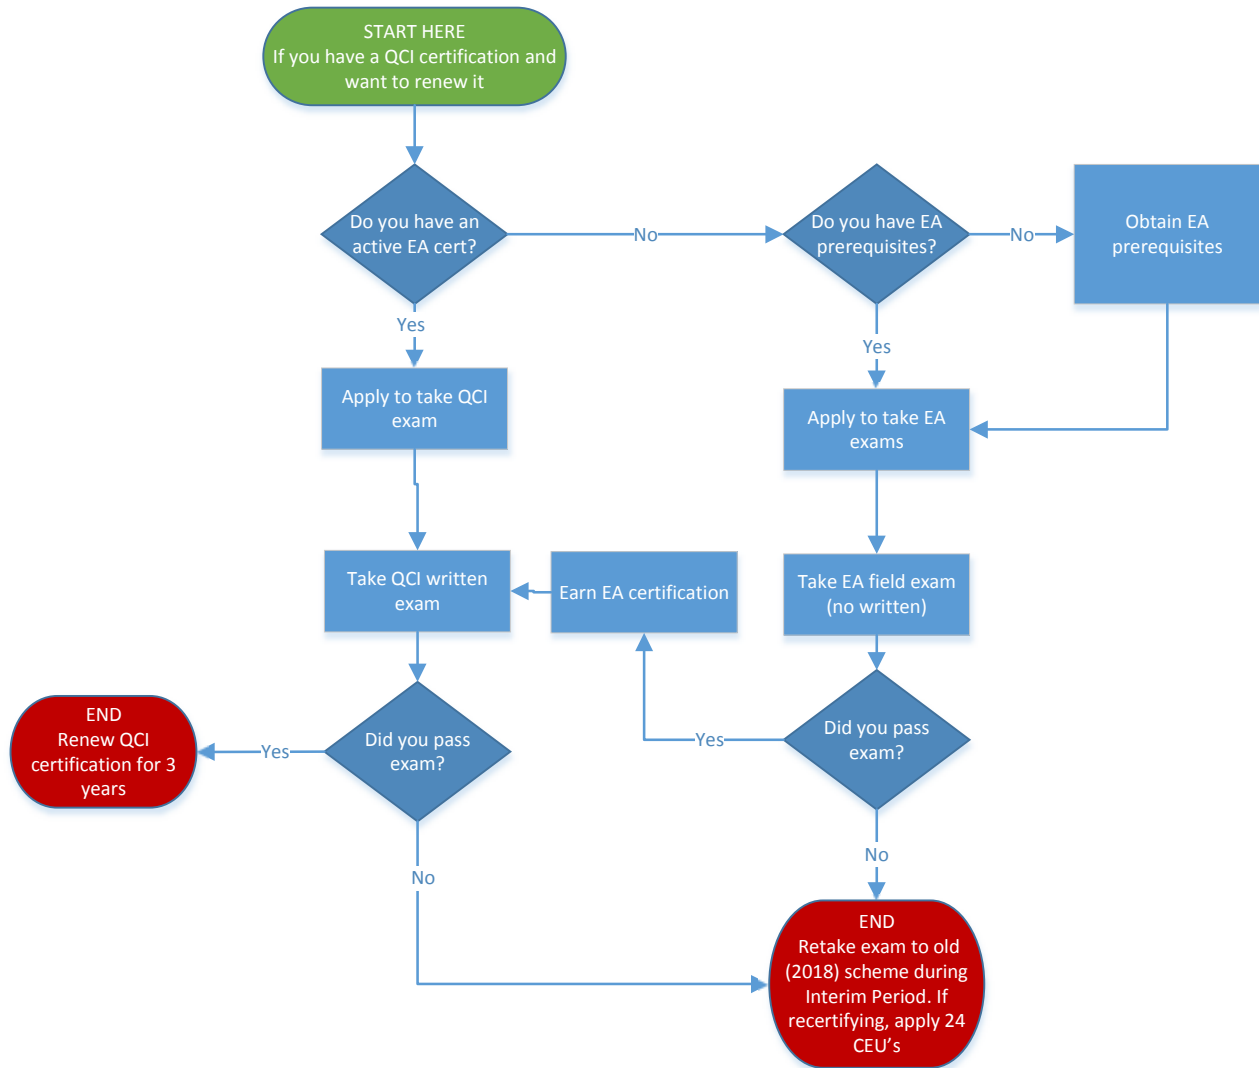 START HERE
If you have a QCI certification and
want to renew it
Do you have an
active EA cert?
No
Do you have EA
prerequisites?
No
Obtain EA
prerequisites
Yes
Yes
Apply to take QCI
exam
Apply to take EA
exams
Take QCI written
exam
Earn EA certification
Take EA field exam
(no written)
END
Renew QCI
certification for 3
years
Yes
Did you pass
exam?
Yes
Did you pass
exam?
No
No
END
Retake exam to old
(2018) scheme during
Interim Period. If
recertifying, apply 24
CEU’s